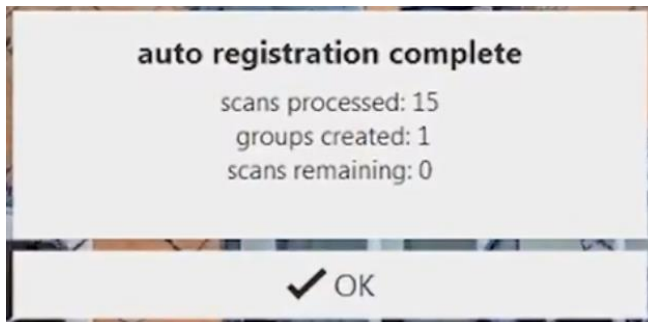 auto registration complete
scans processed: 15
groups created: 1
scans remaining: 0
OK